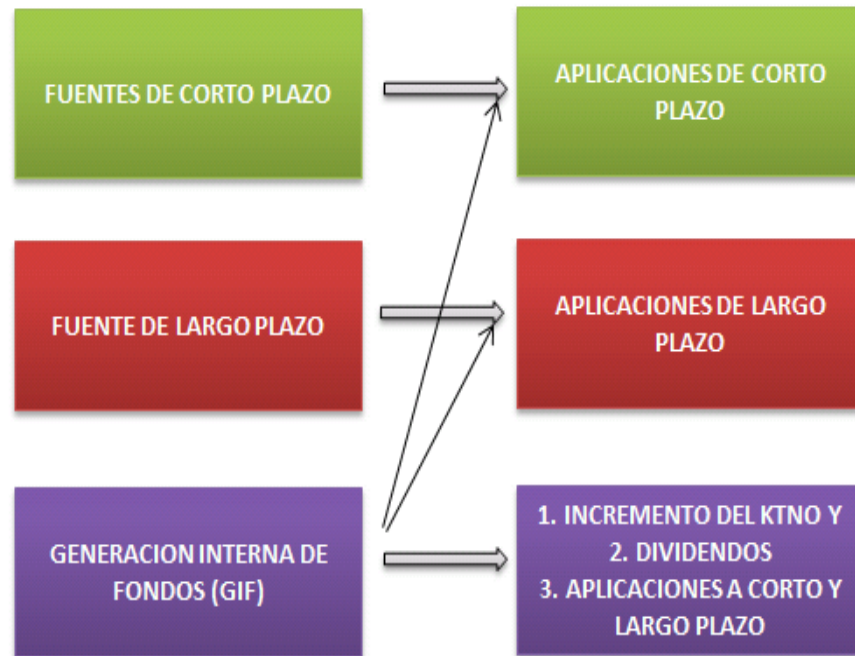 FUENTES DE CORTO PLAZO
APLICACIONES DE CORTO
PLAZO
FUENTE DE LARGO PLAZO
APLICACIONES DE LARGO
PLAZO
GENERACION INTERNA DE
FONDOS (GIF)
1. INCREMENTO DEL KTNO Y
2. DIVIDENDOS
3. APLICACIONES A CORTO Y
LARGO PLAZO